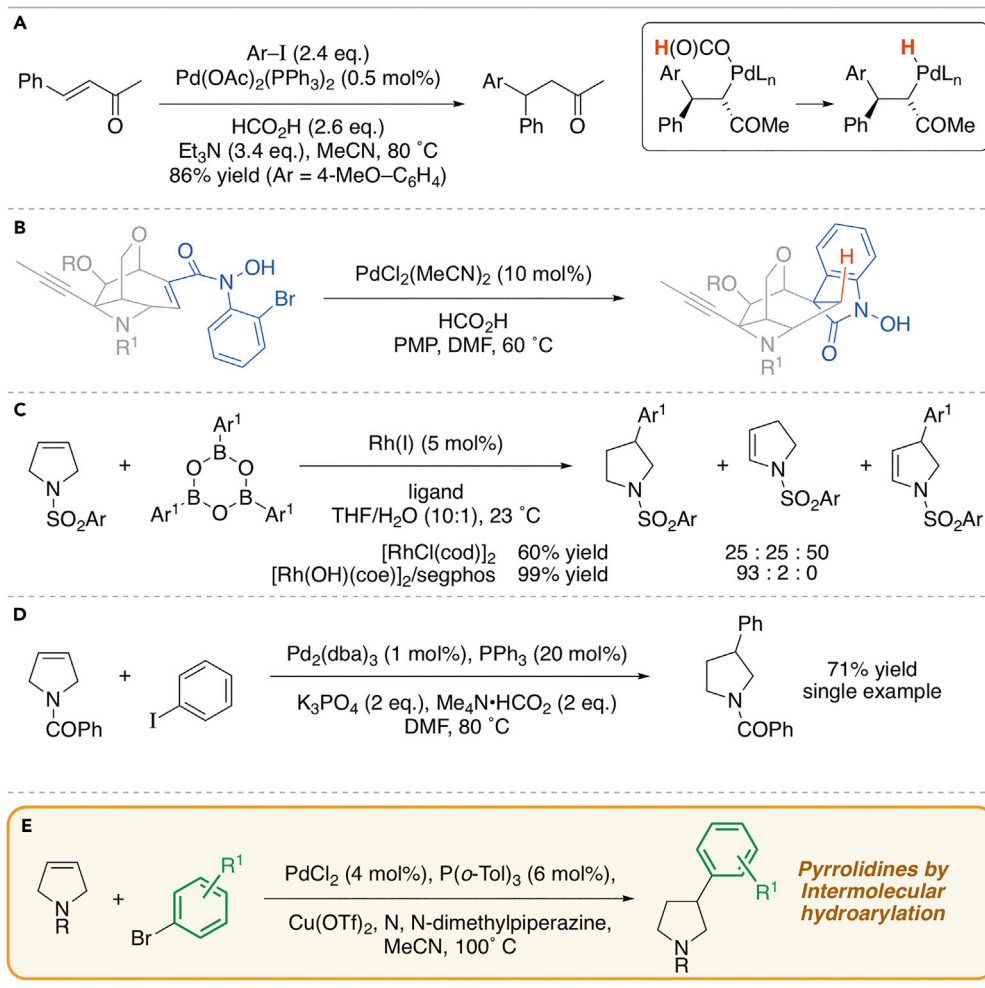 A
Ar–I (2.4 eq.)
Pd(OAc)2(PPh3)2 (0.5 mol%)
HCO2H (2.6 eq.)
Et3N (3.4 eq.), MeCN, 80 ˚C
86% yield (Ar = 4-MeO–C6H4)
Ph
O
Ar
Ph
O
H(O)CO
PdLn
Ar
Ph
COMe
H
PdLn
Ar
Ph
COMe
B
O
RO
N
R1
O
N
OH
Br
PdCl2(MeCN)2 (10 mol%)
HCO2H
PMP, DMF, 60 ˚C
O
RO
N
R1
H
N
OH
O
C
N
SO2Ar
+
Ar1
B
O
O
Ar1
B
B
Ar1
O
Rh(I) (5 mol%)
ligand
THF/H2O (10:1), 23 ˚C
Ar1
N
SO2Ar
+
N
SO2Ar
+
Ar1
N
SO2Ar
[RhCl(cod)]2 60% yield 25 : 25 : 50
[Rh(OH)(coe)]2/segphos 99% yield 93 : 2 : 0
D
N
COPh
+
I
Pd2(dba)3 (1 mol%), PPh3 (20 mol%)
K3PO4 (2 eq.), Me4N•HCO2 (2 eq.)
DMF, 80 ˚C
Ph
N
COPh
71% yield
single example
E
N
R
+
R1
Br
PdCl2 (4 mol%), P(o-Tol)3 (6 mol%),
Cu(OTf)2, N, N-dimethylpiperazine,
MeCN, 100˚ C
R1
N
R
Pyrrolidines by
Intermolecular
hydroarylation